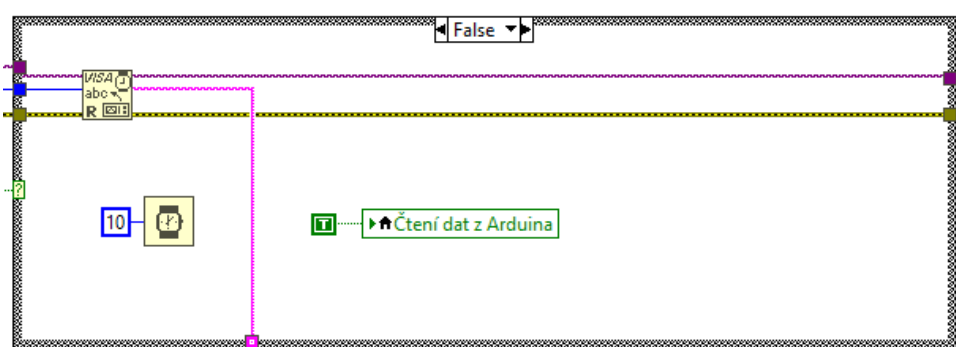 False
VISA
abc
R
?
10
T
Čtení dat z Arduina